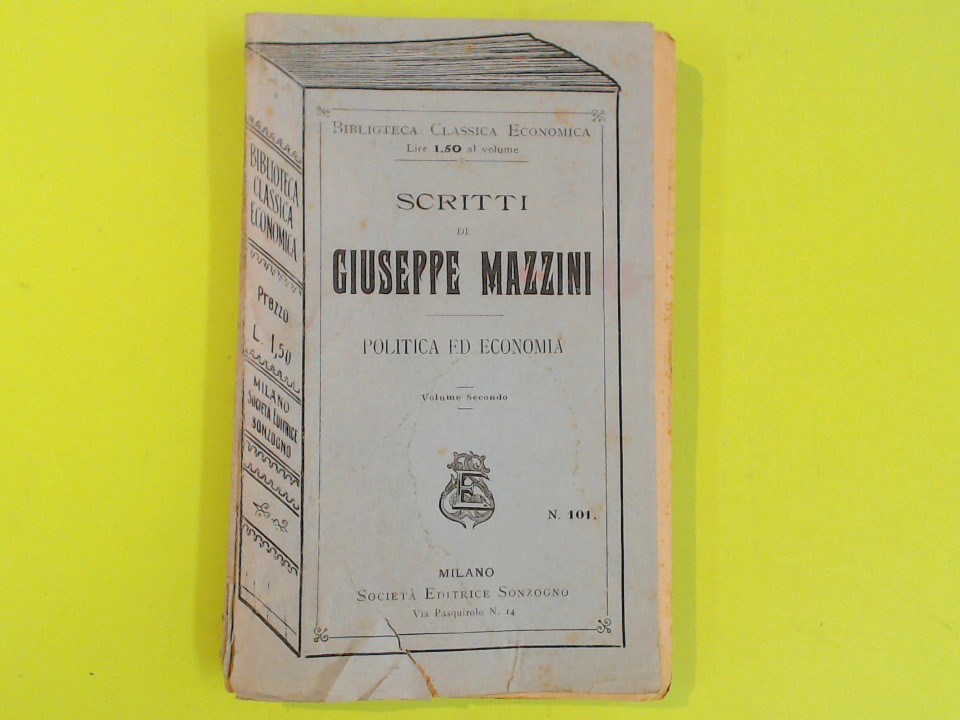 BIBLIOTECA CLASSICA ECONOMICA
Lire 1.50 al volume
SCRITTI
DI
GIUSEPPE MAZZINI
POLITICA ED ECONOMIA
Volume Secondo
N. 101.
MILANO
SOCIETÀ EDITRICE SONZOGNO
Via Pasquirolo N. 14
BIBLIOTECA
CLASSICA
ECONOMICA
Prezzo
L. 1,50
MILANO
SOCIETÀ EDITRICE
SONZOGNO